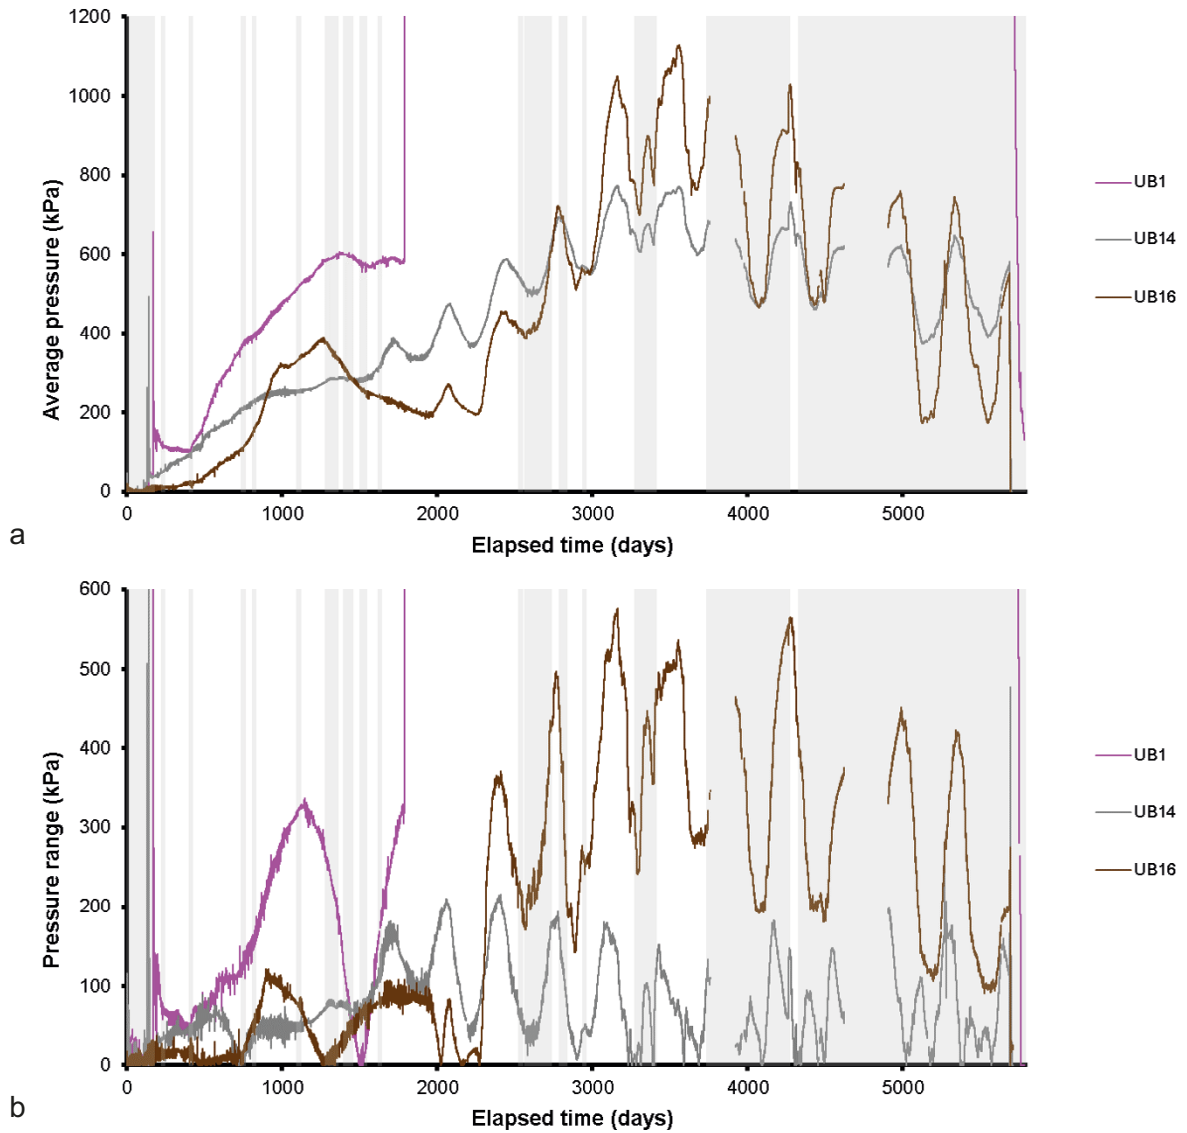 1200
1000
800
600
400
200
0
Average pressure (kPa)
0 1000 2000 3000 4000 5000
Elapsed time (days)
UB1
UB14
UB16
a
600
500
400
300
200
100
0
Pressure range (kPa)
0 1000 2000 3000 4000 5000
Elapsed time (days)
UB1
UB14
UB16
b